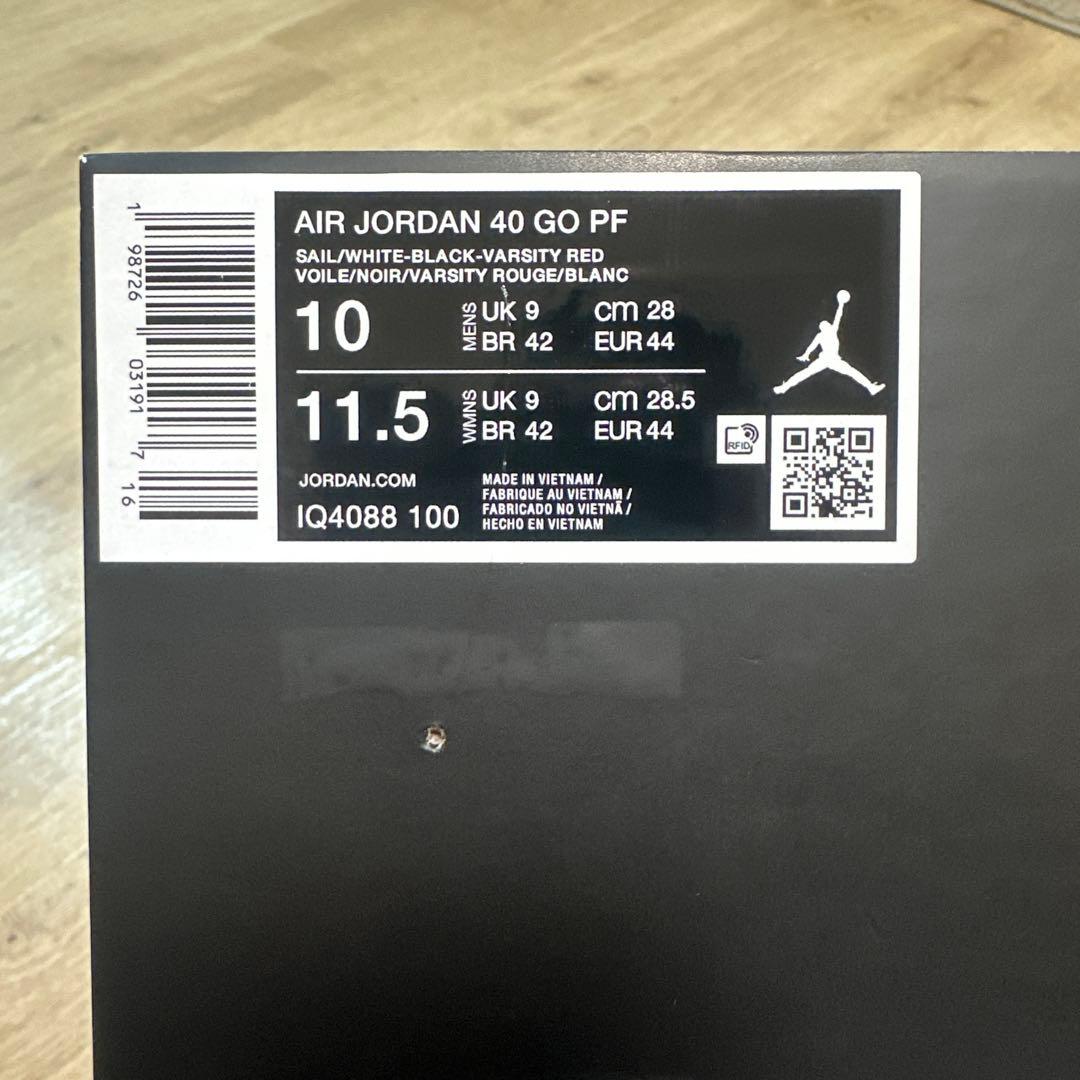 1 98726 03191 7 16
AIR JORDAN 40 GO PF
SAIL/WHITE-BLACK-VARSITY RED
VOILE/NOIR/VARSITY ROUGE/BLANC
10 MENS UK 9 cm 28
BR 42 EUR 44
11.5 WMNS UK 9 cm 28.5
BR 42 EUR 44
RFID
JORDAN.COM
IQ4088 100
MADE IN VIETNAM /
FABRIQUE AU VIETNAM /
FABRICADO NO VIETNÃ /
HECHO EN VIETNAM